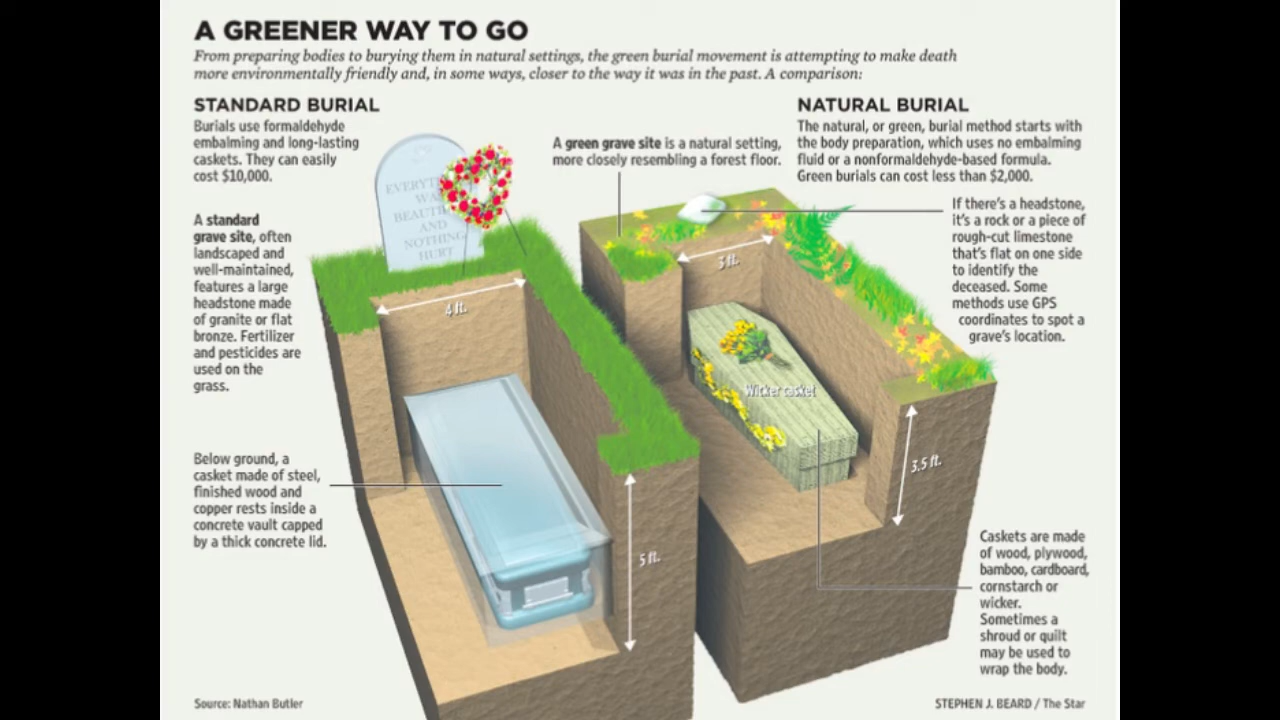 A GREENER WAY TO GO
From preparing bodies to burying them in natural settings, the green burial movement is attempting to make death
more environmentally friendly and, in some ways, closer to the way it was in the past. A comparison:
STANDARD BURIAL
Burials use formaldehyde
embalming and long-lasting
caskets. They can easily
cost $10,000.
A standard
grave site, often
landscaped and
well-maintained,
features a large
headstone made
of granite or flat
bronze. Fertilizer
and pesticides are
used on the
grass.
Below ground, a
casket made of steel,
finished wood and
copper rests inside a
concrete vault capped
by a thick concrete lid.
WAS
AND
NOTHING
HURT
4 ft.
5 ft.
A green grave site is a natural setting,
more closely resembling a forest floor.
NATURAL BURIAL
The natural, or green, burial method starts with
the body preparation, which uses no embalming
fluid or a nonformaldehyde-based formula.
Green burials can cost less than $2,000.
If there's a headstone,
it's a rock or a piece of
rough-cut limestone
that's flat on one side
to identify the
deceased. Some
methods use GPS
coordinates to spot a
grave's location.
3 ft.
Wicker casket
3.5 ft.
Caskets are made
of wood, plywood,
bamboo, cardboard,
cornstarch or
wicker.
Sometimes a
shroud or quilt
may be used to
wrap the body.
Source: Nathan Butler
STEPHEN J. BEARD / The Star